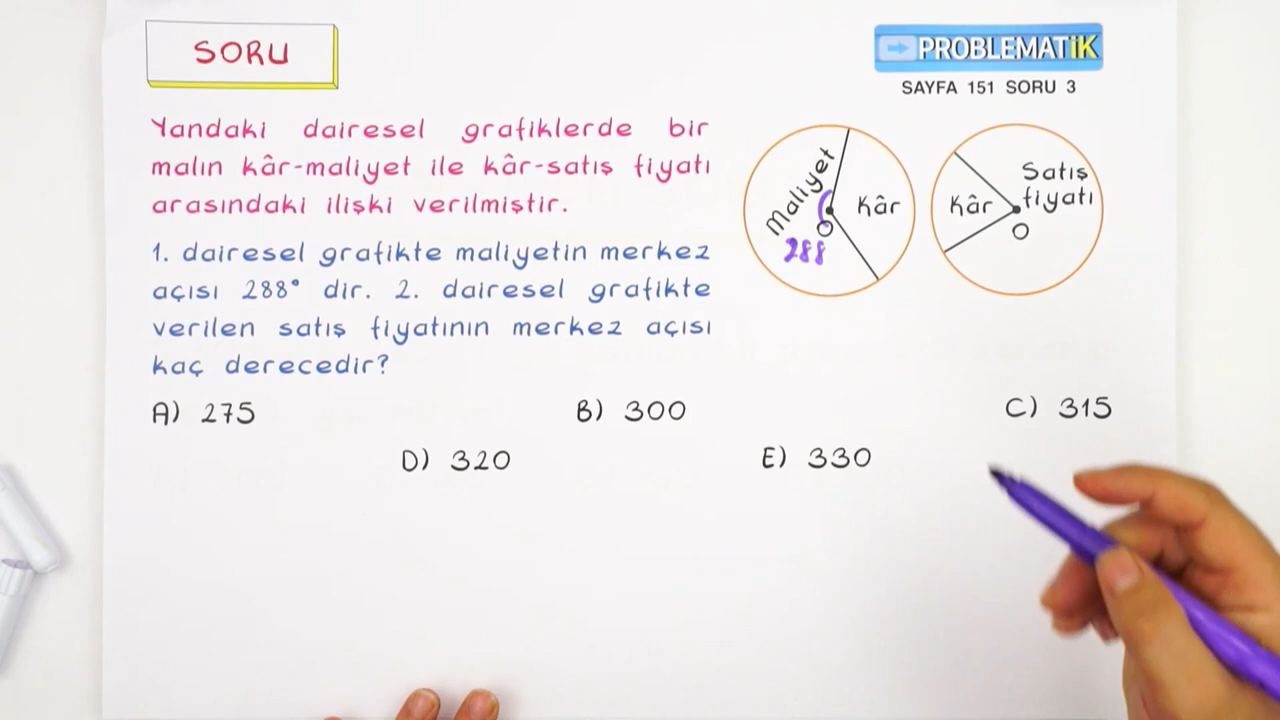 SORU
PROBLEMATİK
SAYFA 151 SORU 3
Yandaki dairesel grafiklerde bir
malın kâr-maliyet ile kâr-satış fiyatı
arasındaki ilişki verilmiştir.
1. dairesel grafikte maliyetin merkez
açısı 288° dir. 2. dairesel grafikte
verilen satış fiyatının merkez açısı
kaç derecedir?
Maliyet
Kâr
O
288
Kâr
Satış
fiyatı
O
A) 275
B) 300
C) 315
D) 320
E) 330